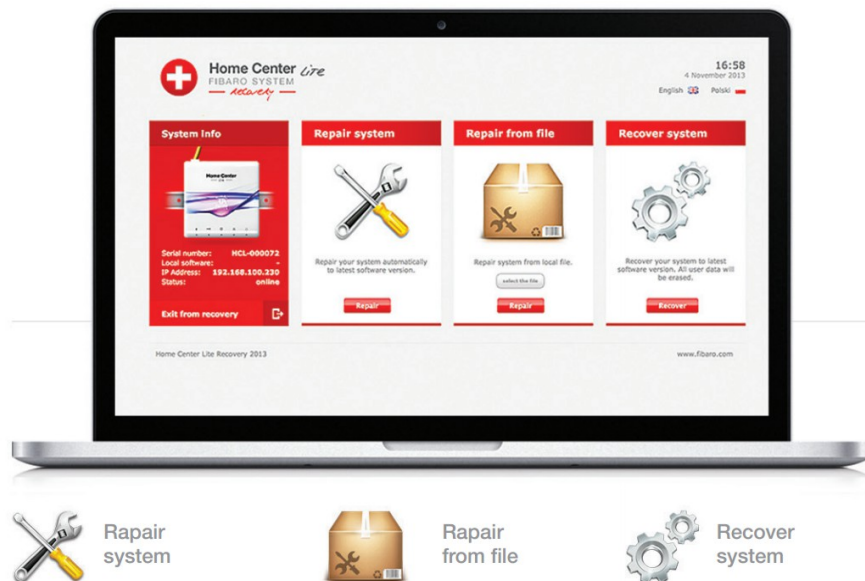 Home Center Lite
FIBARO SYSTEM
recovery
16:58
4 November 2013
English Polski
System Info
Home Center
Serial number: HCL-000072
Local software: -
IP Address: 192.168.100.230
Status: online
Exit from recovery
Repair system
Repair your system automatically
to latest software version.
Repair
Repair from file
Repair system from local file.
select the file
Repair
Recover system
Recover your system to latest
software version. All user data will
be erased.
Recover
Home Center Lite Recovery 2013
www.fibaro.com
Rapair
system
Rapair
from file
Recover
system